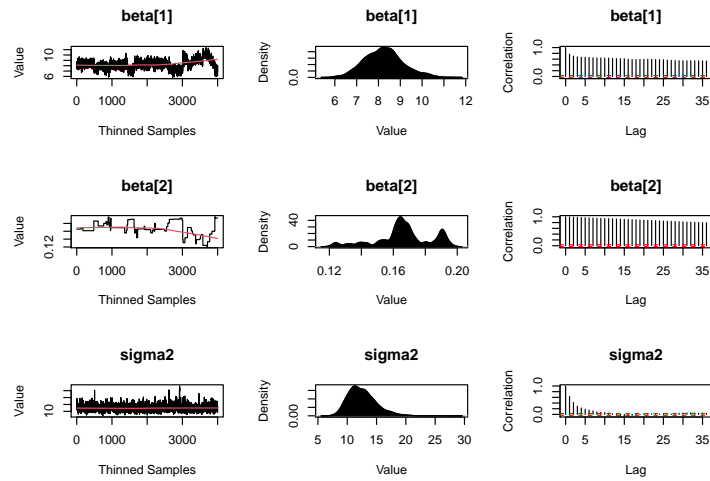 beta[1] beta[1] beta[1]
Value 6 10
Density 0.0
Correlation 0.0 1.0
0 1000 3000 6 7 8 9 10 12 0 5 15 25 35
Thinned Samples Value Lag
beta[2] beta[2] beta[2]
Value 0.12
Density 0 40
Correlation 0.0 1.0
0 1000 3000 0.12 0.16 0.20 0 5 15 25 35
Thinned Samples Value Lag
sigma2 sigma2 sigma2
Value 10
Density 0.00
Correlation 0.0 1.0
0 1000 3000 5 10 15 20 25 30 0 5 15 25 35
Thinned Samples Value Lag